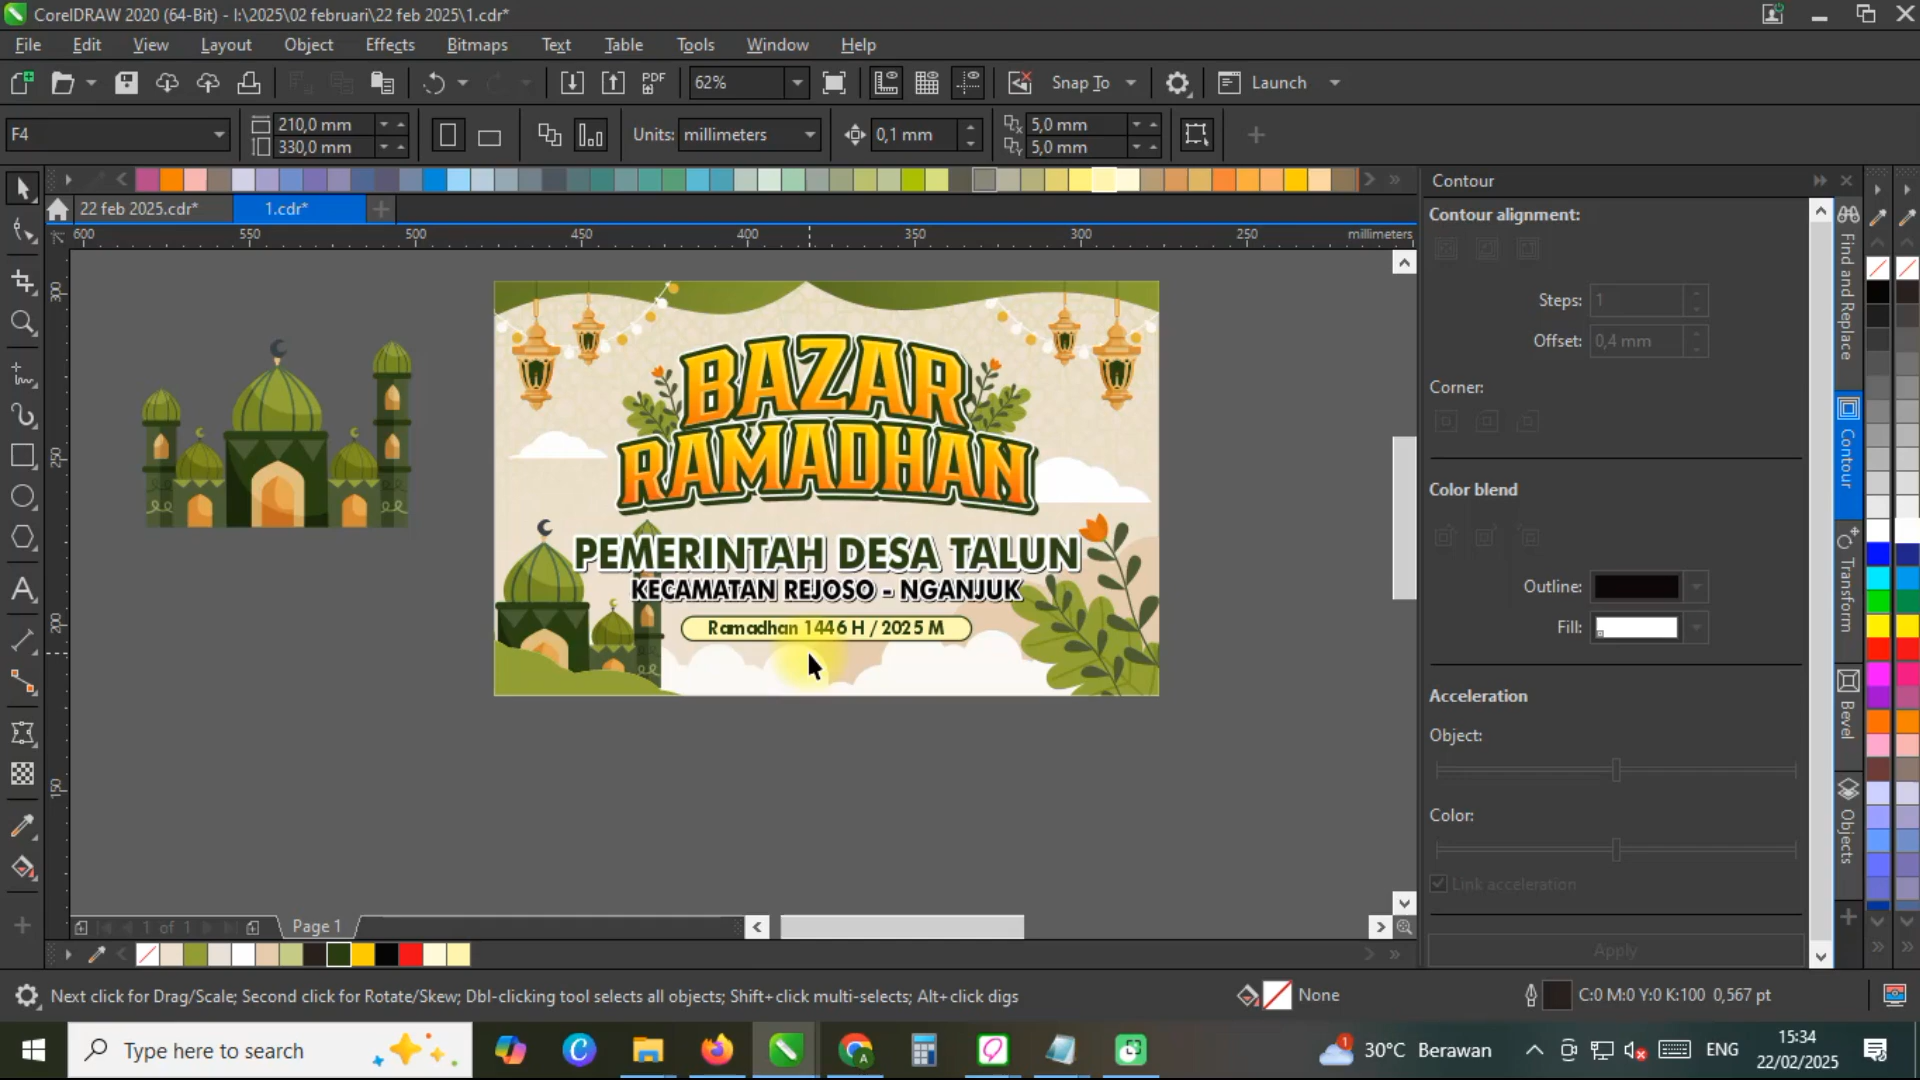 CorelDRAW 2020 (64-Bit) - I:\2025\02 februari\22 feb 2025\1.cdr*
File Edit View Layout Object Effects Bitmaps Text Table Tools Window Help
PDF 62% Snap To Launch
F4 210,0 mm 330,0 mm Units: millimeters 0,1 mm 5,0 mm 5,0 mm
22 feb 2025.cdr* 1.cdr*
600 550 500 450 400 350 300 250 millimeters
300
250
200
150
BAZAR
RAMADHAN
PEMERINTAH DESA TALUN
KECAMATAN REJOSO - NGANJUK
Ramadhan 1446 H / 2025 M
Contour
Contour alignment:
Steps: 1
Offset: 0,4 mm
Corner:
Color blend
Outline:
Fill:
Acceleration
Object:
Color:
Link acceleration
Apply
Find and Replace
Contour
Transform
Bevel
Objects
1 of 1 Page 1
Next click for Drag/Scale; Second click for Rotate/Skew; Dbl-clicking tool selects all objects; Shift+click multi-selects; Alt+click digs
None
C:0 M:0 Y:0 K:100 0,567 pt
Type here to search
1
30°C Berawan
ENG
15:34
22/02/2025